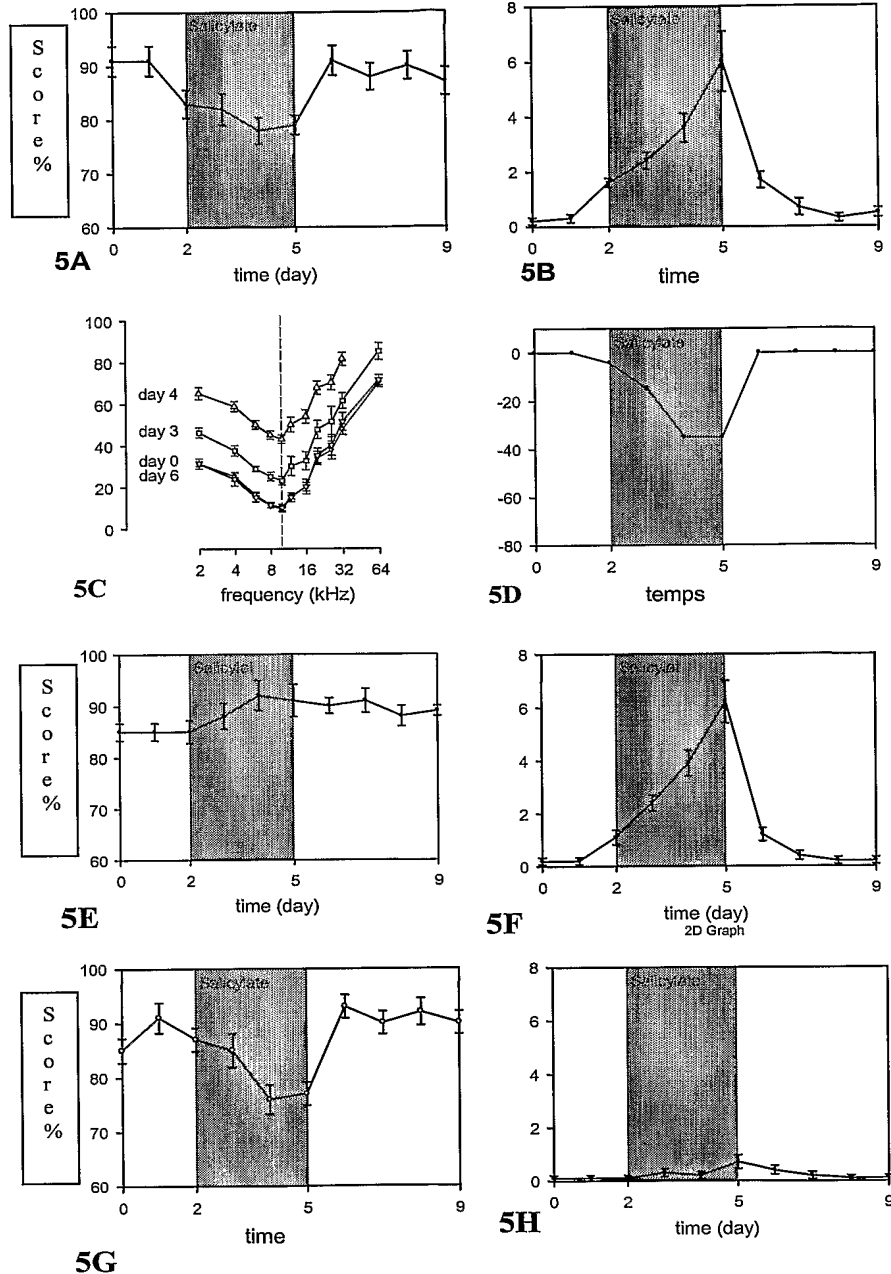 Score %
100
90
80
70
60
Salicylate
0
2
5
9
time (day)
5A
8
6
4
2
0
Salicylate
0
2
5
9
time
5B
100
80
60
40
20
0
day 4
day 3
day 0
day 6
2
4
8
16
32
64
frequency (kHz)
5C
0
-20
-40
-60
-80
Salicylate
0
2
5
9
temps
5D
Score %
100
90
80
70
60
Salicylat
0
2
5
9
time (day)
5E
8
6
4
2
0
Salicylat
0
2
5
9
time (day)
2D Graph
5F
Score %
100
90
80
70
60
Salicylate
0
2
5
9
time
5G
8
6
4
2
0
Salicylate
0
2
5
9
time (day)
5H